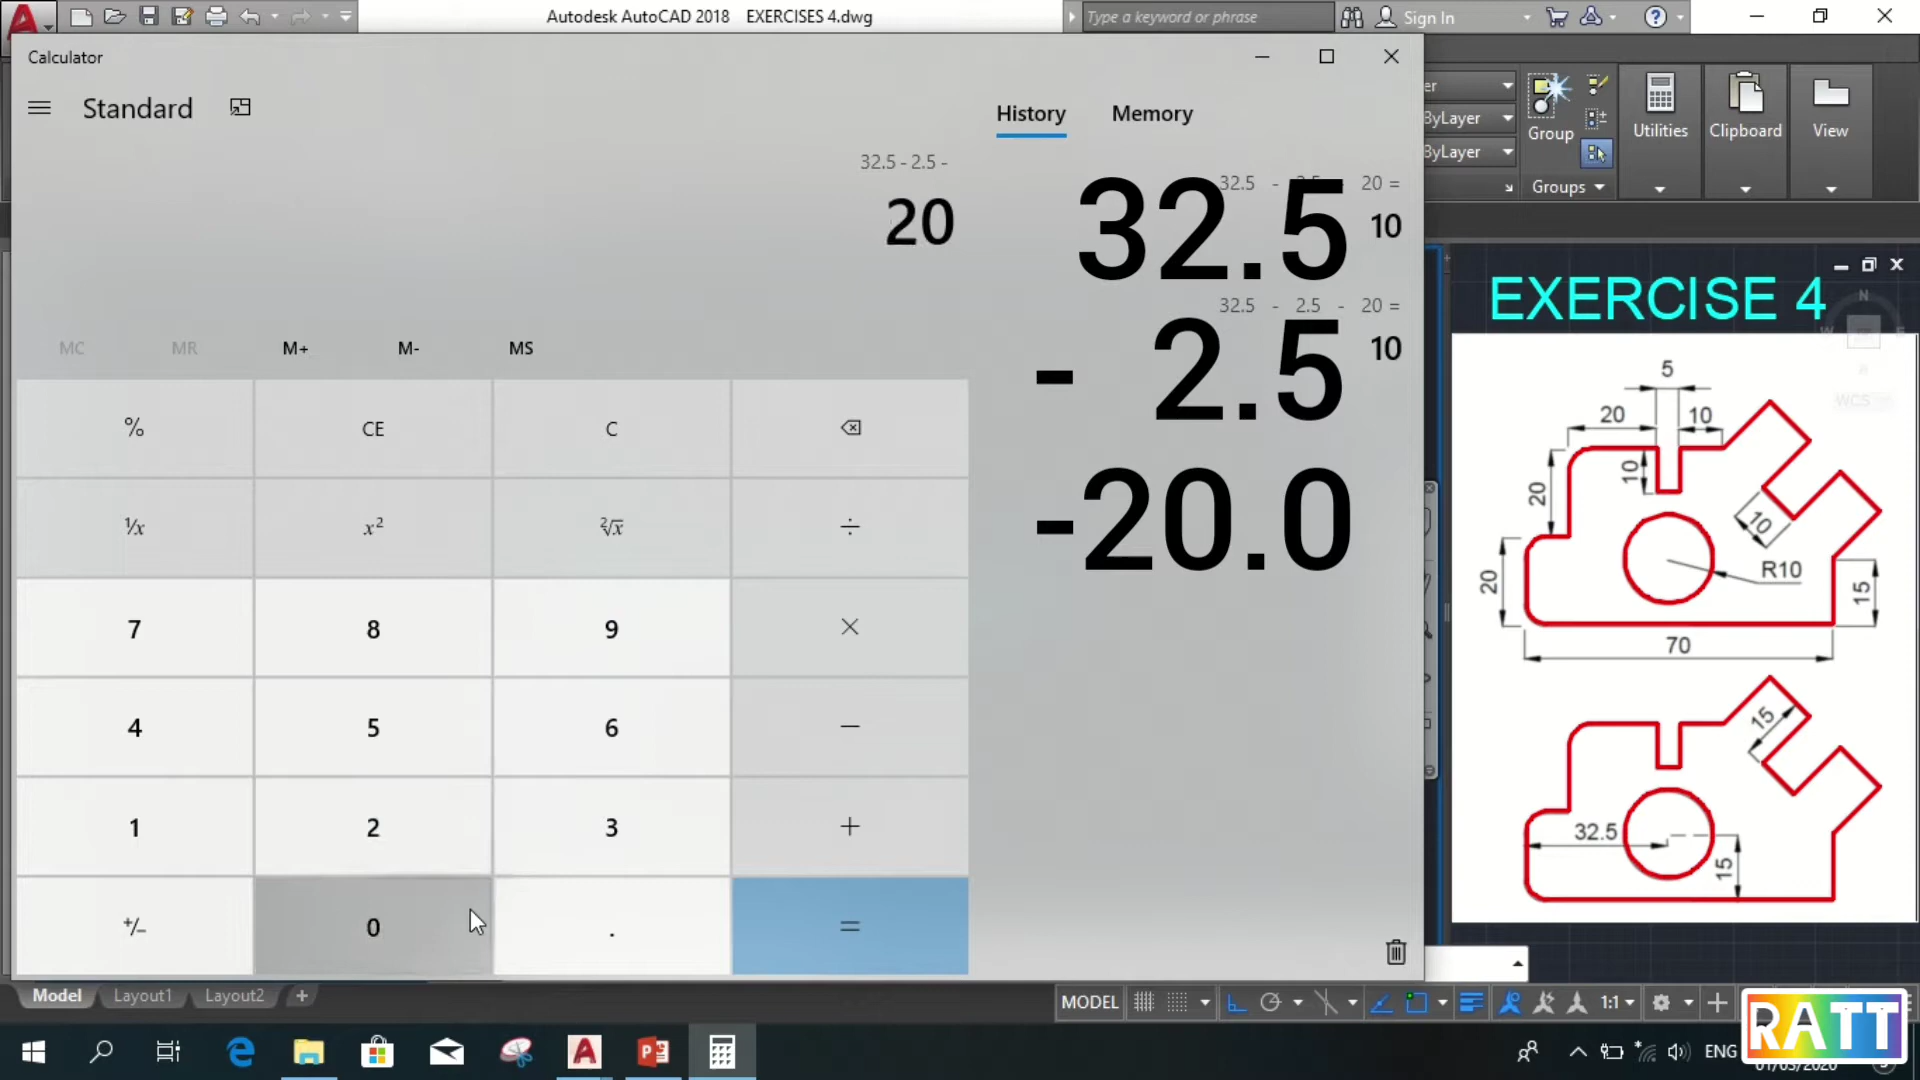 Autodesk AutoCAD 2018 EXERCISES 4.dwg
Type a keyword or phrase
Sign In
Calculator
Standard
History
Memory
32.5 - 2.5 -
20
32.5 - 2.5 - 20 =
10
32.5
32.5 - 2.5 - 20 =
10
- 2.5
-20.0
MC
MR
M+
M-
MS
%
CE
C
⅟x
x²
²√x
÷
7
8
9
×
4
5
6
−
1
2
3
+
+/−
0
.
=
ByLayer
ByLayer
Group
Groups
Utilities
Clipboard
View
EXERCISE 4
N
WCS
5
20
10
20
10
10
20
R10
15
70
15
32.5
15
Model
Layout1
Layout2
+
MODEL
1:1
ENG
RATT